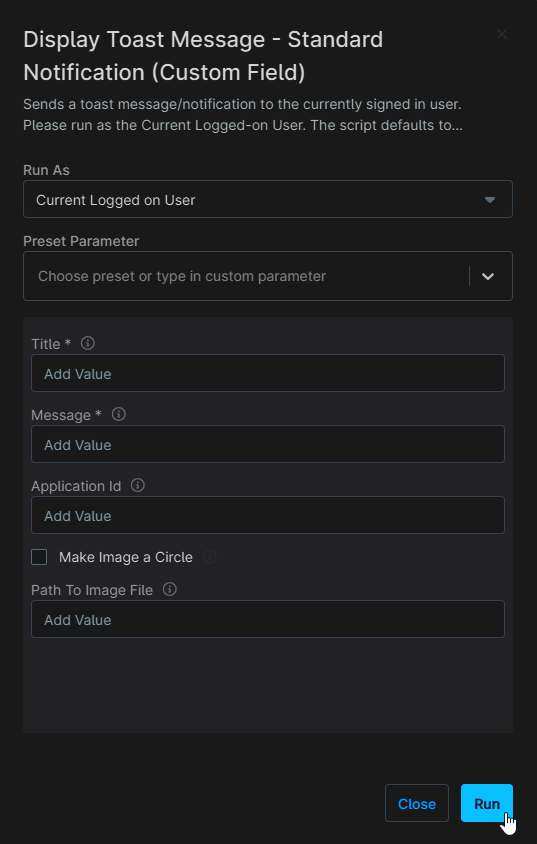 Display Toast Message - Standard
Notification (Custom Field)
Sends a toast message/notification to the currently signed in user.
Please run as the Current Logged-on User. The script defaults to...
Run As
Current Logged on User
Preset Parameter
Choose preset or type in custom parameter
Title *
Add Value
Message *
Add Value
Application Id
Add Value
Make Image a Circle
Path To Image File
Add Value
Close
Run